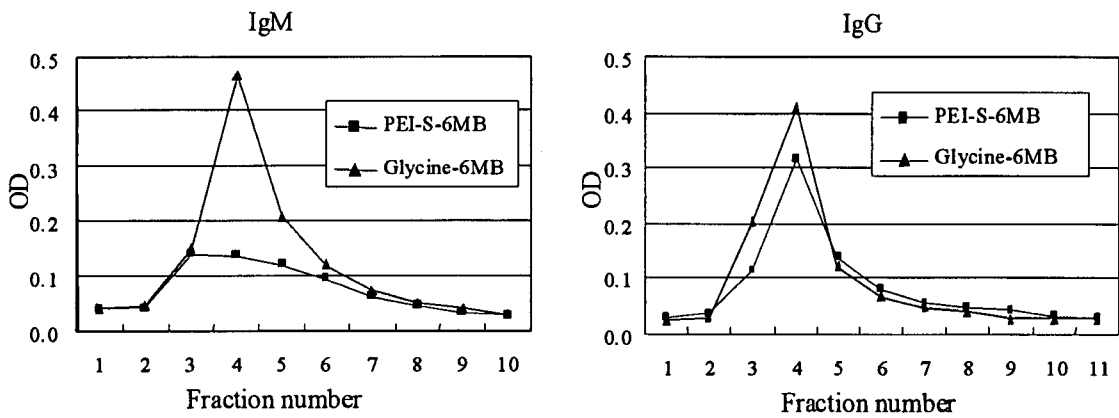 IgM
0.5
0.4
0.3
0.2
0.1
0.0
OD
PEI-S-6MB
Glycine-6MB
1 2 3 4 5 6 7 8 9 10
Fraction number
IgG
0.5
0.4
0.3
0.2
0.1
0.0
OD
PEI-S-6MB
Glycine-6MB
1 2 3 4 5 6 7 8 9 10 11
Fraction number